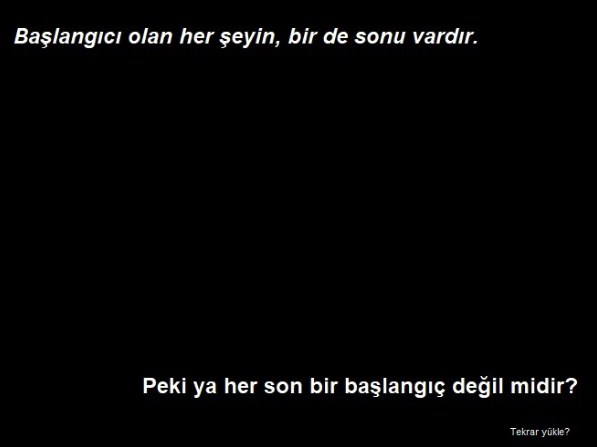 Başlangıcı olan her şeyin, bir de sonu vardır.
Peki ya her son bir başlangıç değil midir?
Tekrar yükle?